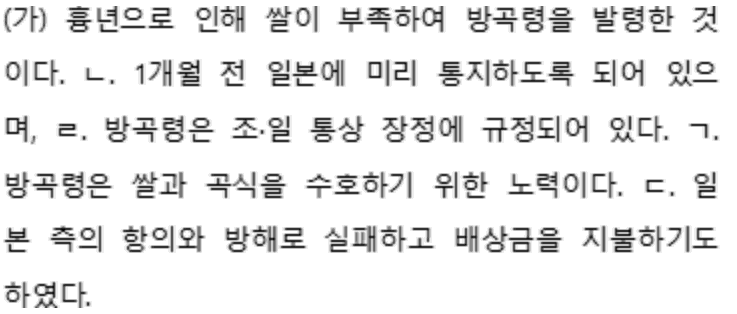 (가) 흉년으로 인해 쌀이 부족하여 방곡령을 발령한 것
이다. ㄴ. 1개월 전 일본에 미리 통지하도록 되어 있으
며, ㄹ. 방곡령은 조·일 통상 장정에 규정되어 있다. ㄱ.
방곡령은 쌀과 곡식을 수호하기 위한 노력이다. ㄷ. 일
본 측의 항의와 방해로 실패하고 배상금을 지불하기도
하였다.